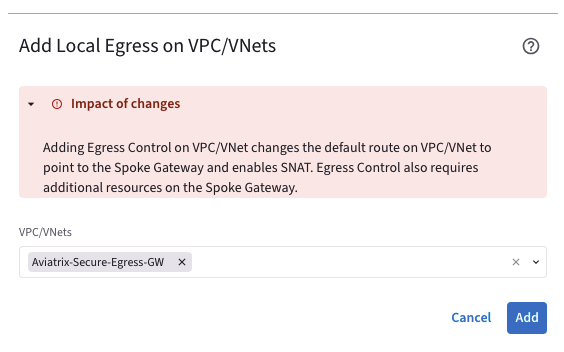 Add Local Egress on VPC/VNets
Impact of changes
Adding Egress Control on VPC/VNet changes the default route on VPC/VNet to
point to the Spoke Gateway and enables SNAT. Egress Control also requires
additional resources on the Spoke Gateway.
VPC/VNets
Aviatrix-Secure-Egress-GW
Cancel Add